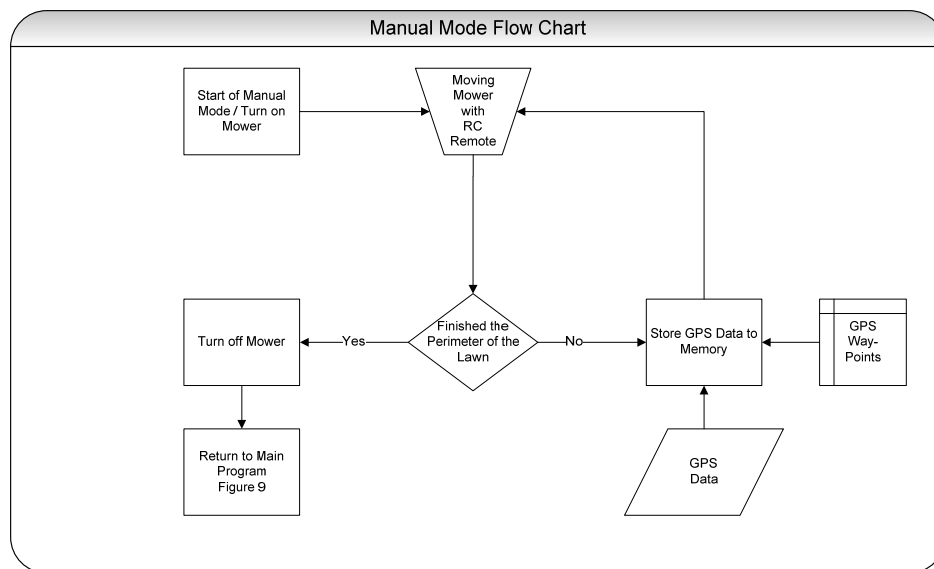 Manual Mode Flow Chart
Start of Manual
Mode / Turn on
Mower
Moving
Mower
with
RC
Remote
Finished the
Perimeter of the
Lawn
Yes
No
Turn off Mower
Store GPS Data to
Memory
GPS
Way-
Points
Return to Main
Program
Figure 9
GPS
Data